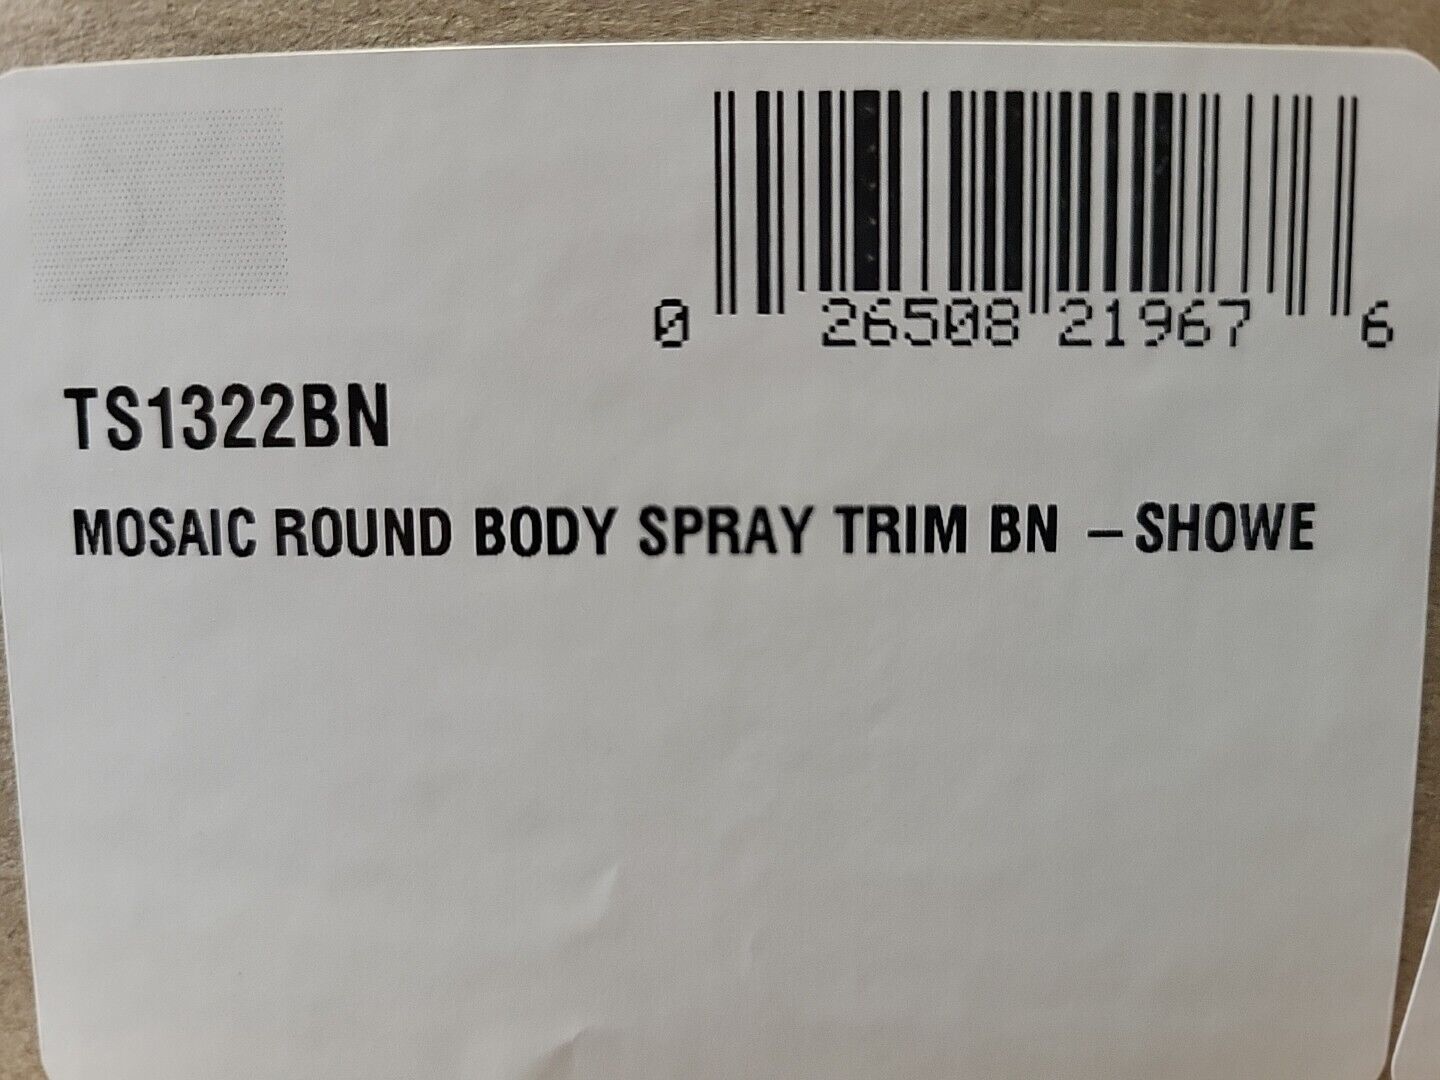 0 26508 21967 6
TS1322BN
MOSAIC ROUND BODY SPRAY TRIM BN – SHOWE